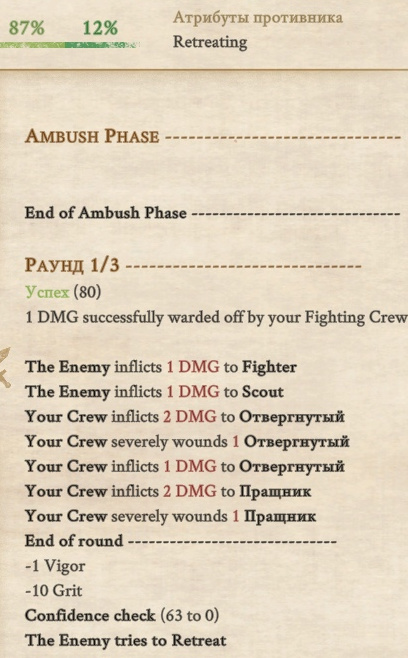 87% 12%
Атрибуты противника
Retreating
Ambush Phase ---------------------------
End of Ambush Phase ------------------------
Раунд 1/3 ---------------------------
Успех (80)
1 DMG successfully warded off by your Fighting Crew
The Enemy inflicts 1 DMG to Fighter
The Enemy inflicts 1 DMG to Scout
Your Crew inflicts 2 DMG to Отвергнутый
Your Crew severely wounds 1 Отвергнутый
Your Crew inflicts 1 DMG to Отвергнутый
Your Crew inflicts 2 DMG to Пращник
Your Crew severely wounds 1 Пращник
End of round ------------------------------
-1 Vigor
-10 Grit
Confidence check (63 to 0)
The Enemy tries to Retreat